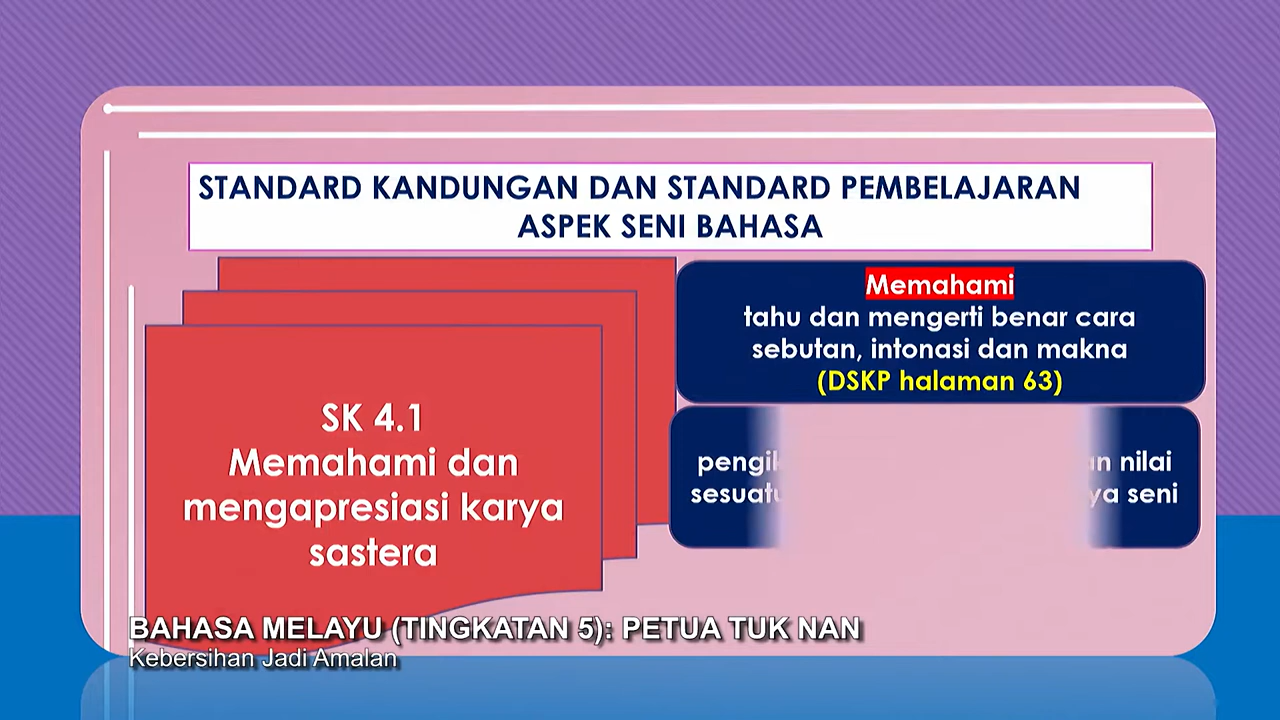 STANDARD KANDUNGAN DAN STANDARD PEMBELAJARAN
ASPEK SENI BAHASA
SK 4.1
Memahami dan
mengapresiasi karya
sastera
Memahami
tahu dan mengerti benar cara
sebutan, intonasi dan makna
(DSKP halaman 63)
nilai
seni
BAHASA MELAYU (TINGKATAN 5): PETUA TUK NAN
Kebersihan Jadi Amalan